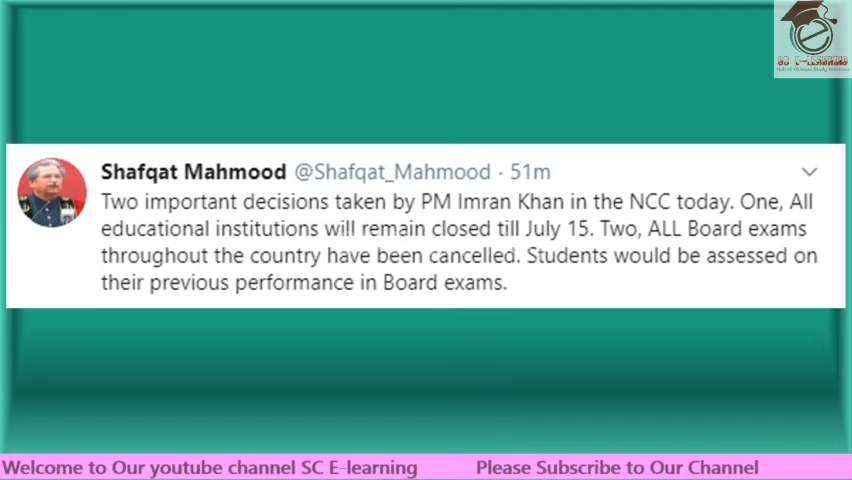 SC E-LEARNING
Shafqat Mahmood @Shafqat_Mahmood · 51m
Two important decisions taken by PM Imran Khan in the NCC today. One, All
educational institutions will remain closed till July 15. Two, ALL Board exams
throughout the country have been cancelled. Students would be assessed on
their previous performance in Board exams.
Welcome to Our youtube channel SC E-learning Please Subscribe to Our Channel